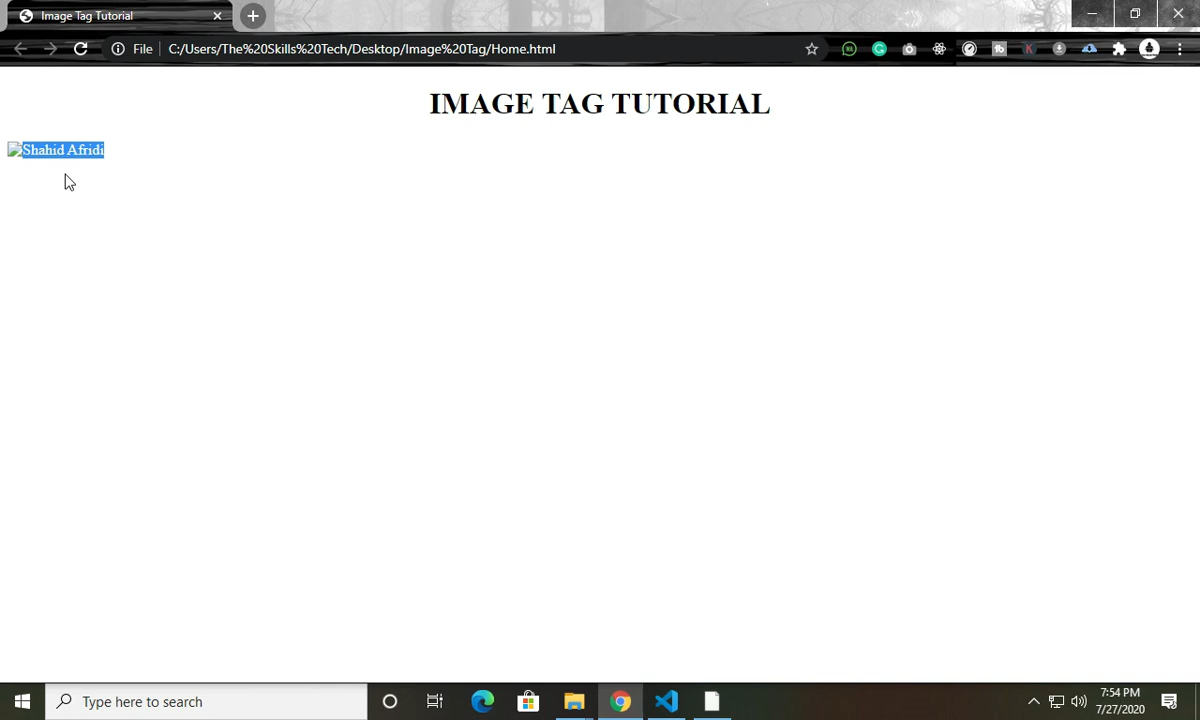 Image Tag Tutorial
File C:/Users/The%20Skills%20Tech/Desktop/Image%20Tag/Home.html
IMAGE TAG TUTORIAL
Shahid Afridi
Type here to search
7:54 PM
7/27/2020